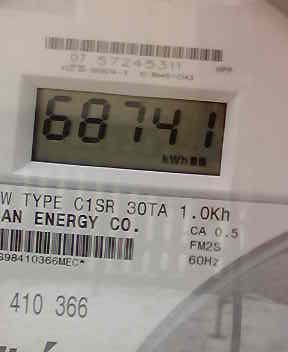 07 57245311
68741
kWh
W TYPE C1SR 30TA 1.0Kh
AN ENERGY CO.
CA 0.5
FM2S
60Hz
98410366MEC*
410 366